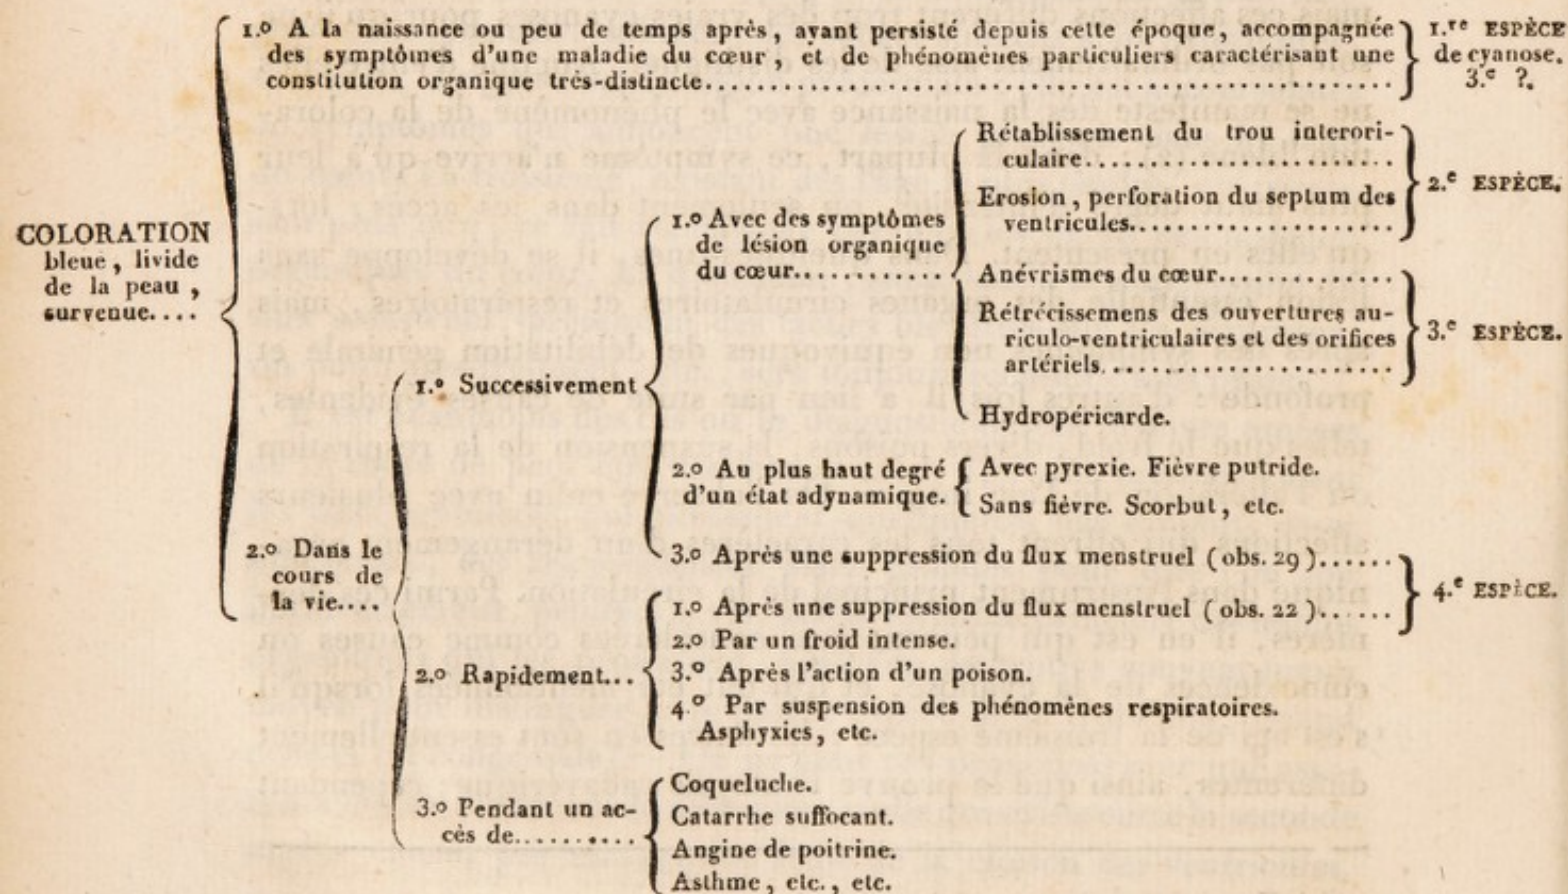 COLORATION
bleue, livide
de la peau,
survenue....
1.o A la naissance ou peu de temps après, ayant persisté depuis cette époque, accompagnée
des symptômes d'une maladie du cœur, et de phénomènes particuliers caractérisant une
constitution organique très-distincte..........
1.re ESPÈCE
de cyanose.
3.e ?.
2.o Dans le
cours de
la vie....
1.o Successivement
1.o Avec des symptômes
de lésion organique
du cœur............
Rétablissement du trou interori-
culaire......................
Erosion, perforation du septum des
ventricules...................
2.e ESPÈCE.
Anévrismes du cœur.............
Rétrécissemens des ouvertures au-
riculo-ventriculaires et des orifices
artériels.....................
3.e ESPÈCE.
Hydropéricarde.
2.o Au plus haut degré
d'un état adynamique.
Avec pyrexie. Fièvre putride.
Sans fièvre. Scorbut, etc.
3.o Après une suppression du flux menstruel (obs. 29)......
2.o Rapidement...
1.o Après une suppression du flux menstruel (obs. 22)......
4.e ESPÈCE.
2.o Par un froid intense.
3.o Après l'action d'un poison.
4.o Par suspension des phénomènes respiratoires.
Asphyxies, etc.
3.o Pendant un ac-
cès de..........
Coqueluche.
Catarrhe suffocant.
Angine de poitrine.
Asthme, etc., etc.